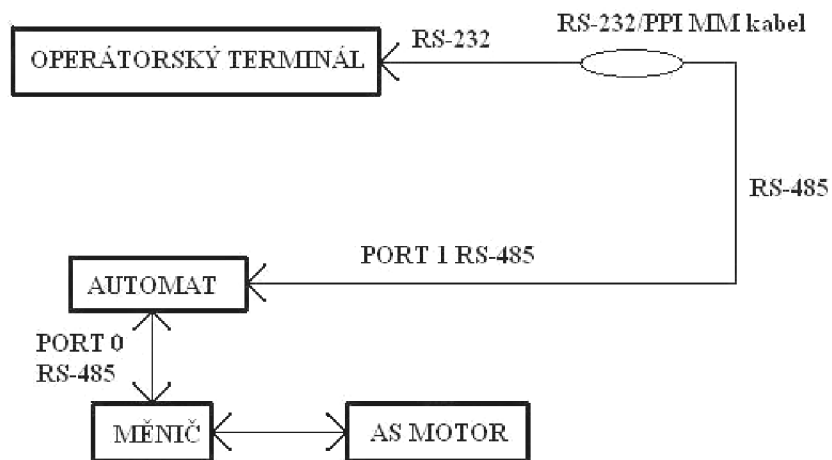 RS-232/PPI MM kabel
RS-232
OPERÁTORSKÝ TERMINÁL
RS-485
PORT 1 RS-485
AUTOMAT
PORT 0
RS-485
MĚNIČ
AS MOTOR